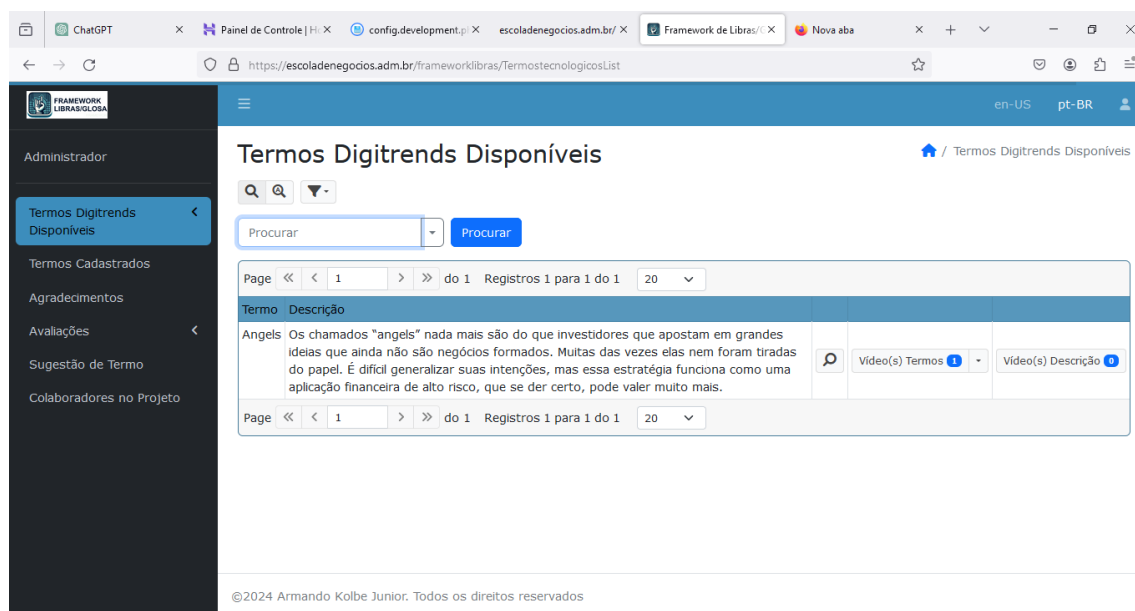 ChatGPT
Painel de Controle | Ho
config.development.p
escoladenegocios.adm.br/
Framework de Libras/G
Nova aba
https://escoladenegocios.adm.br/frameworklibras/TermostecnologicosList
FRAMEWORK
LIBRAS/GLOSA
en-US pt-BR
Administrador
Termos Digitrends Disponíveis
/ Termos Digitrends Disponíveis
Termos Digitrends
Disponíveis
Termos Cadastrados
Agradecimentos
Avaliações
Sugestão de Termo
Colaboradores no Projeto
Procurar Procurar
Page 1 do 1 Registros 1 para 1 do 1 20
Termo Descrição
Angels Os chamados “angels” nada mais são do que investidores que apostam em grandes
ideias que ainda não são negócios formados. Muitas das vezes elas nem foram tiradas
do papel. É difícil generalizar suas intenções, mas essa estratégia funciona como uma
aplicação financeira de alto risco, que se der certo, pode valer muito mais.
Vídeo(s) Termos 1 Vídeo(s) Descrição 0
Page 1 do 1 Registros 1 para 1 do 1 20
©2024 Armando Kolbe Junior. Todos os direitos reservados